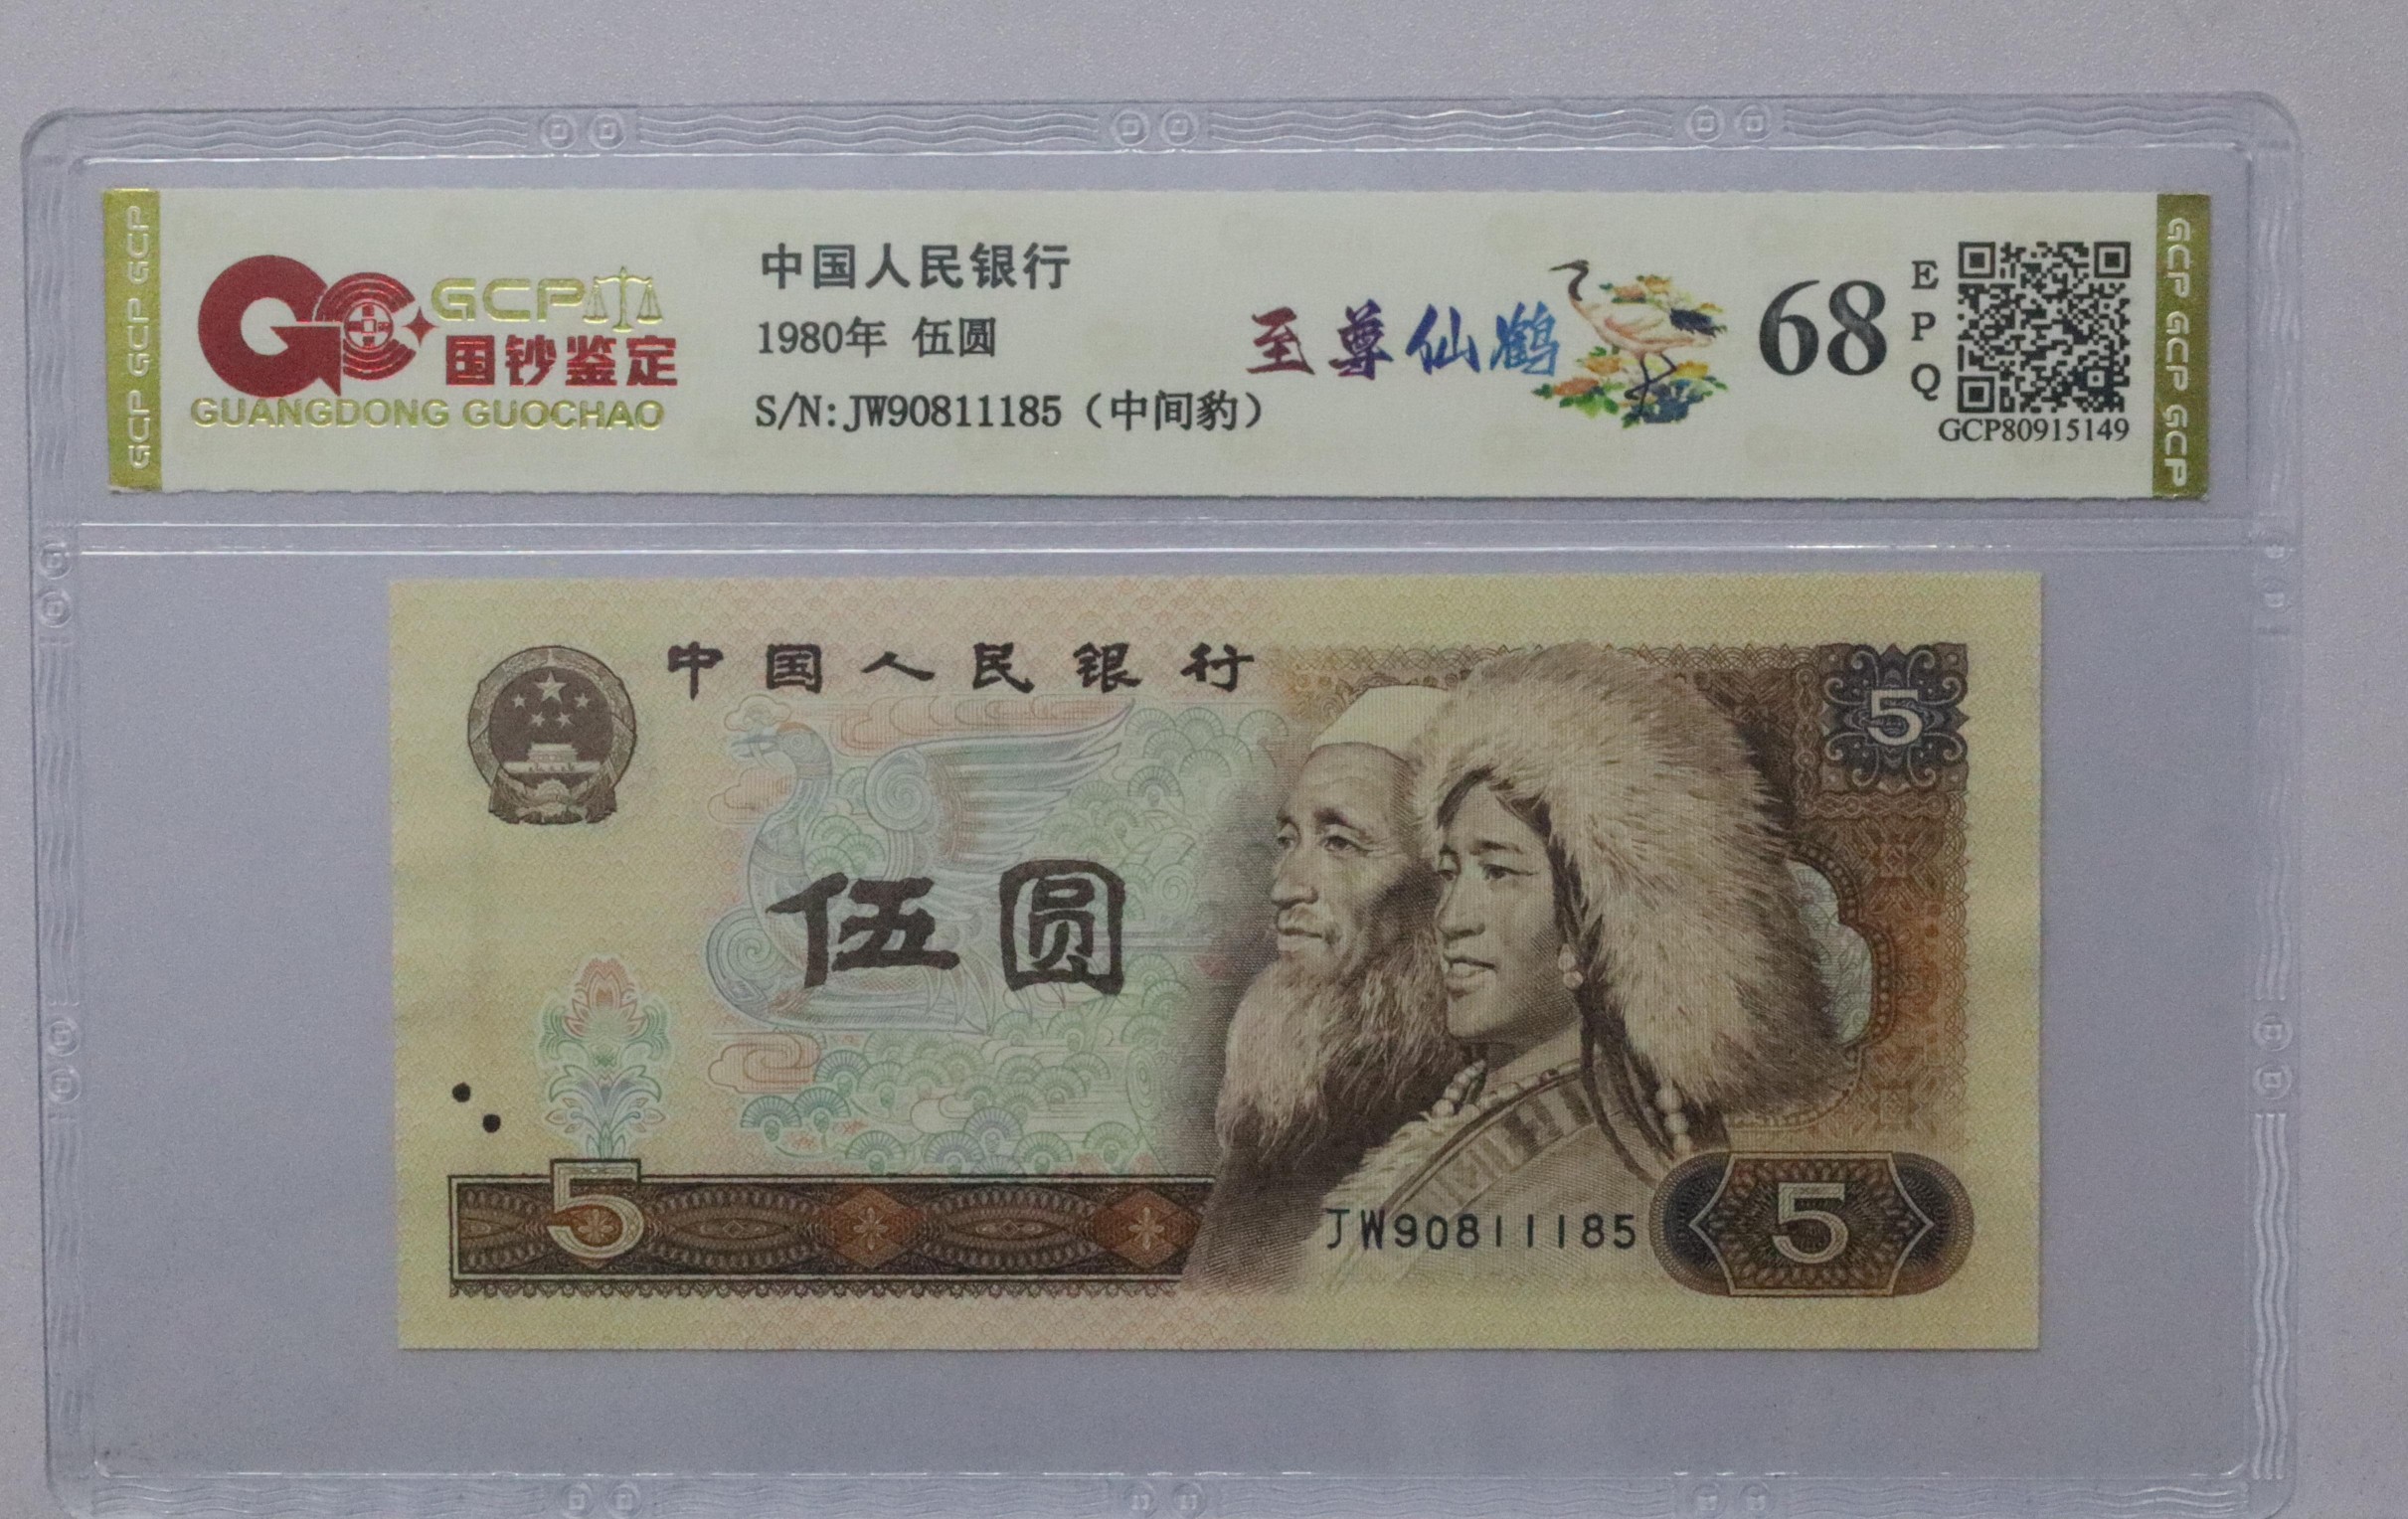 GCP GCP GCP
GCP
国钞鉴定
GUANGDONG GUOCHAO
中国人民银行
1980年 伍圆
S/N:JW90811185（中间豹）
至尊仙鹤
68
EPQ
GCP80915149
GCP GCP GCP
中国人民银行
5
伍圆
5
JW90811185
5